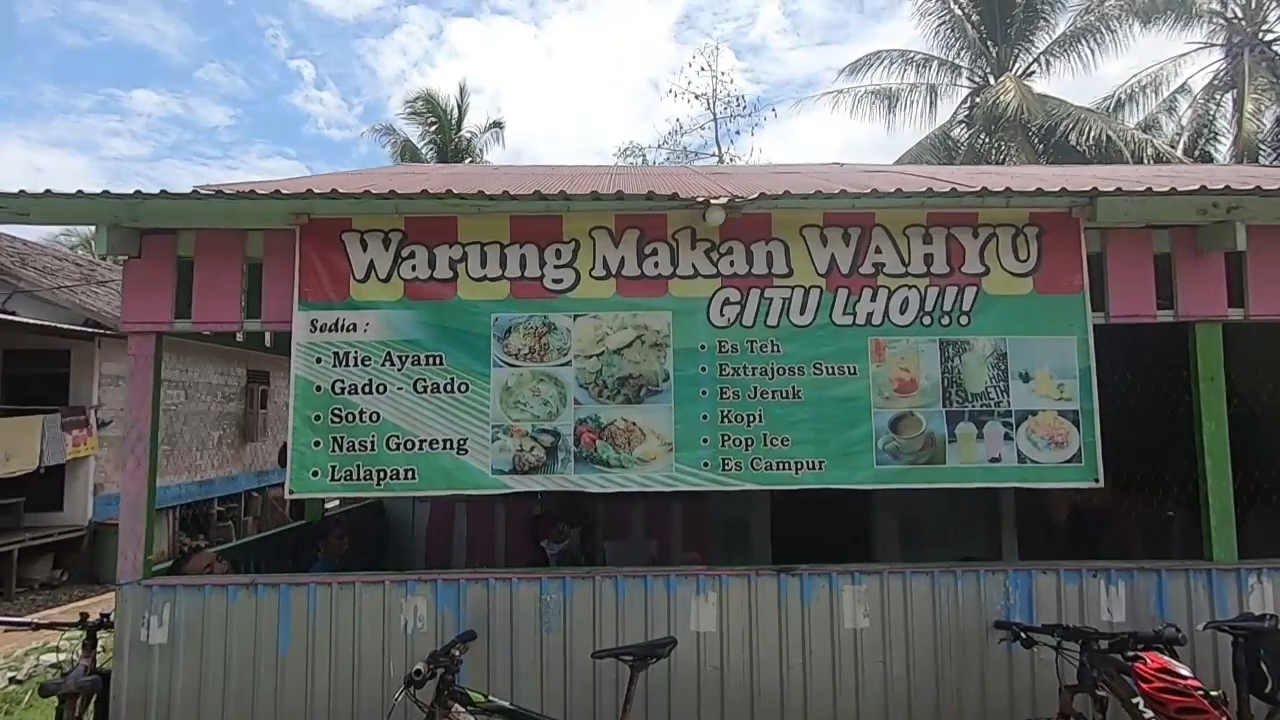 Warung Makan WAHYU
GITU LHO!!!
Sedia :
• Mie Ayam
• Gado - Gado
• Soto
• Nasi Goreng
• Lalapan
• Es Teh
• Extrajoss Susu
• Es Jeruk
• Kopi
• Pop Ice
• Es Campur